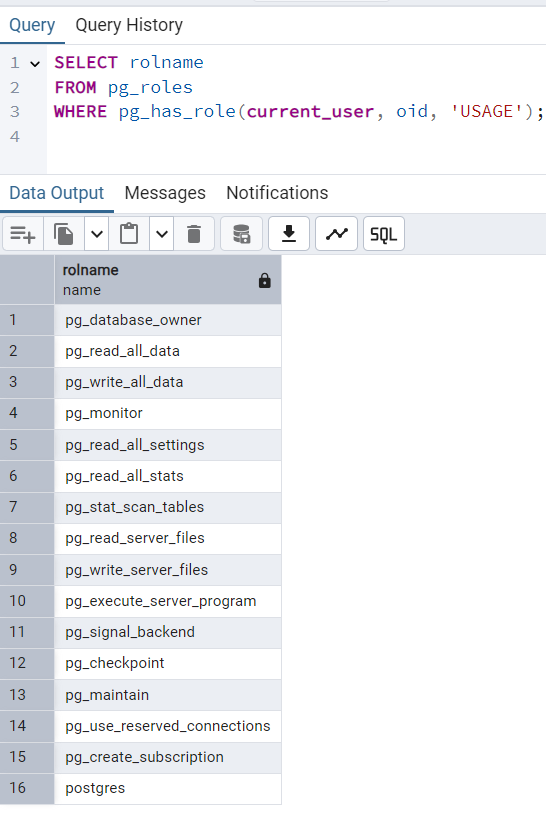 Query Query History
1 SELECT rolname
2 FROM pg_roles
3 WHERE pg_has_role(current_user, oid, 'USAGE');
4
Data Output Messages Notifications
SQL
rolname
name
1 pg_database_owner
2 pg_read_all_data
3 pg_write_all_data
4 pg_monitor
5 pg_read_all_settings
6 pg_read_all_stats
7 pg_stat_scan_tables
8 pg_read_server_files
9 pg_write_server_files
10 pg_execute_server_program
11 pg_signal_backend
12 pg_checkpoint
13 pg_maintain
14 pg_use_reserved_connections
15 pg_create_subscription
16 postgres